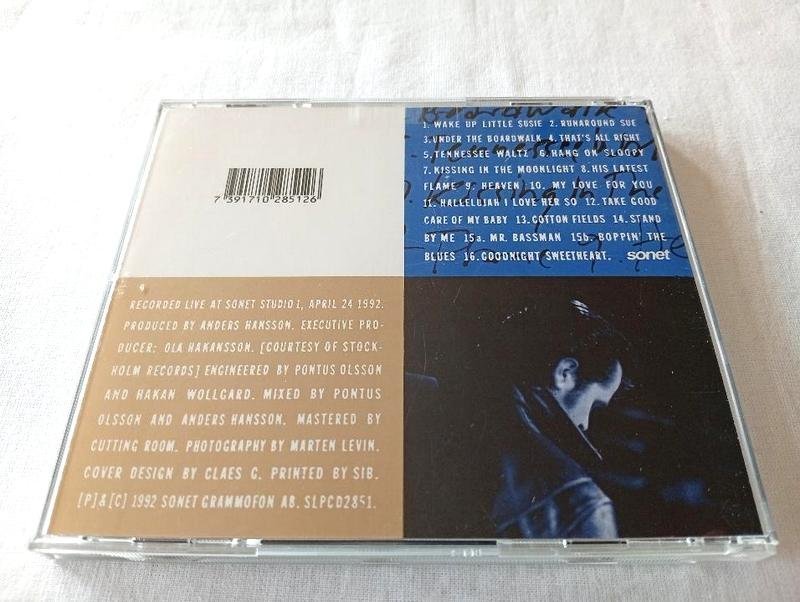 7 391710 285126
Boardwalk
1. WAKE UP LITTLE SUSIE 2. RUNAROUND SUE
3. UNDER THE BOARDWALK 4. THAT'S ALL RIGHT
5. TENNESSEE WALTZ 6. HANG ON SLOOPY
7. KISSING IN THE MOONLIGHT 8. HIS LATEST
FLAME 9. HEAVEN 10. MY LOVE FOR YOU
11. HALLELUJAH I LOVE HER SO 12. TAKE GOOD
CARE OF MY BABY 13. COTTON FIELDS 14. STAND
BY ME 15a. MR. BASSMAN 15b. BOPPIN' THE
BLUES 16. GOODNIGHT SWEETHEART. sonet
Kissing In The
RECORDED LIVE AT SONET STUDIO 1, APRIL 24 1992.
PRODUCED BY ANDERS HANSSON. EXECUTIVE PRO-
DUCER: OLA HAKANSSON. [COURTESY OF STOCK-
HOLM RECORDS] ENGINEERED BY PONTUS OLSSON
AND HAKAN WOLLGARD. MIXED BY PONTUS
OLSSON AND ANDERS HANSSON. MASTERED BY
CUTTING ROOM. PHOTOGRAPHY BY MARTEN LEVIN.
COVER DESIGN BY CLAES G. PRINTED BY SIB.
[P]&[C] 1992 SONET GRAMMOFON AB. SLPCD2851.